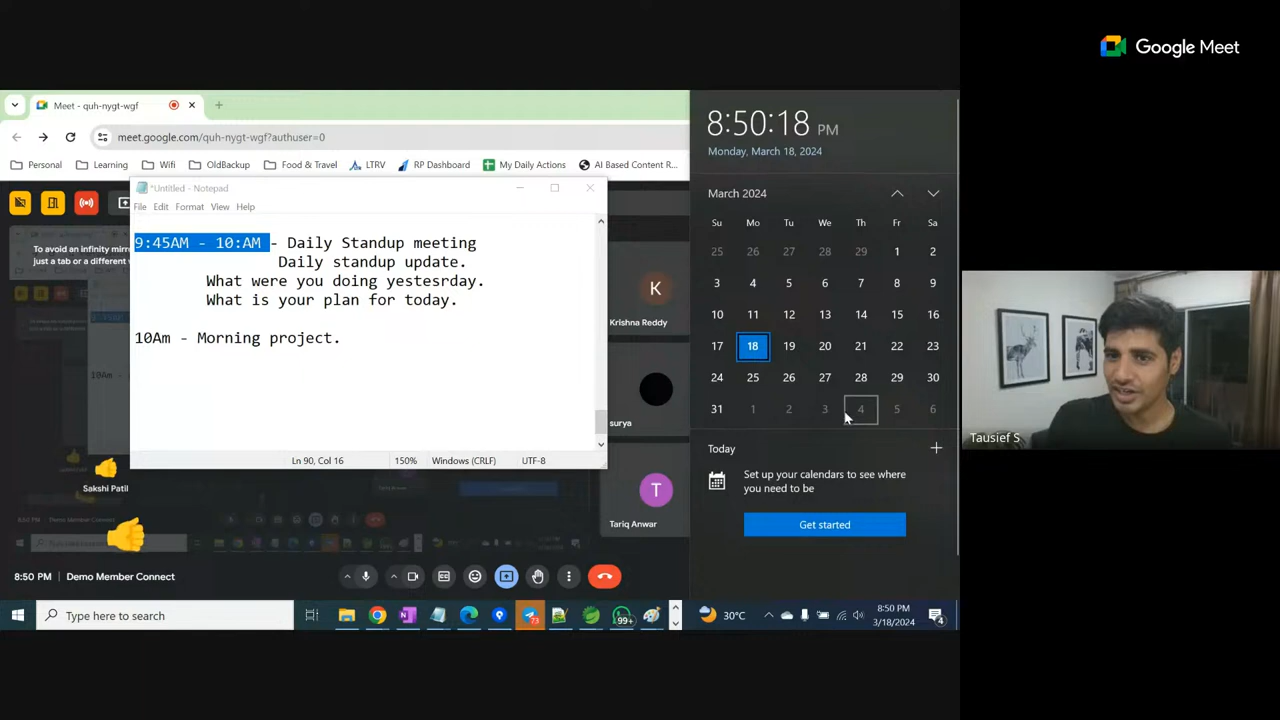 Google Meet
Meet - quh-nygt-wgf
meet.google.com/quh-nygt-wgf?authuser=0
Personal
Learning
Wifi
OldBackup
Food & Travel
LTRV
RP Dashboard
My Daily Actions
AI Based Content R...
*Untitled - Notepad
File Edit Format View Help
To avoid an infinity mirr
just a tab or a different w
9:45AM - 10:AM - Daily Standup meeting
Daily standup update.
What were you doing yestesrday.
What is your plan for today.
10Am - Morning project.
Ln 90, Col 16
150%
Windows (CRLF)
UTF-8
Sakshi Patil
K
Krishna Reddy
surya
T
Tariq Anwar
8:50 PM
Demo Member Connect
8:50:18 PM
Monday, March 18, 2024
March 2024
Su Mo Tu We Th Fr Sa
25 26 27 28 29 1 2
3 4 5 6 7 8 9
10 11 12 13 14 15 16
17 18 19 20 21 22 23
24 25 26 27 28 29 30
31 1 2 3 4 5 6
Today
Set up your calendars to see where
you need to be
Get started
Tausief S
Type here to search
73
99+
30°C
8:50 PM
3/18/2024
4